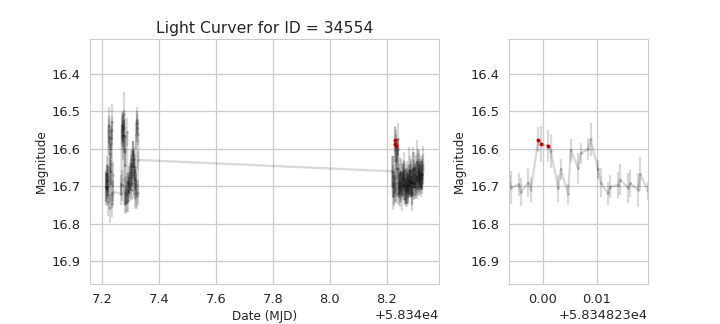 Light Curver for ID = 34554
Magnitude
16.4
16.5
16.6
16.7
16.8
16.9
7.2 7.4 7.6 7.8 8.0 8.2
Date (MJD) +5.834e4
Magnitude
16.4
16.5
16.6
16.7
16.8
16.9
0.00 0.01
+5.834823e4